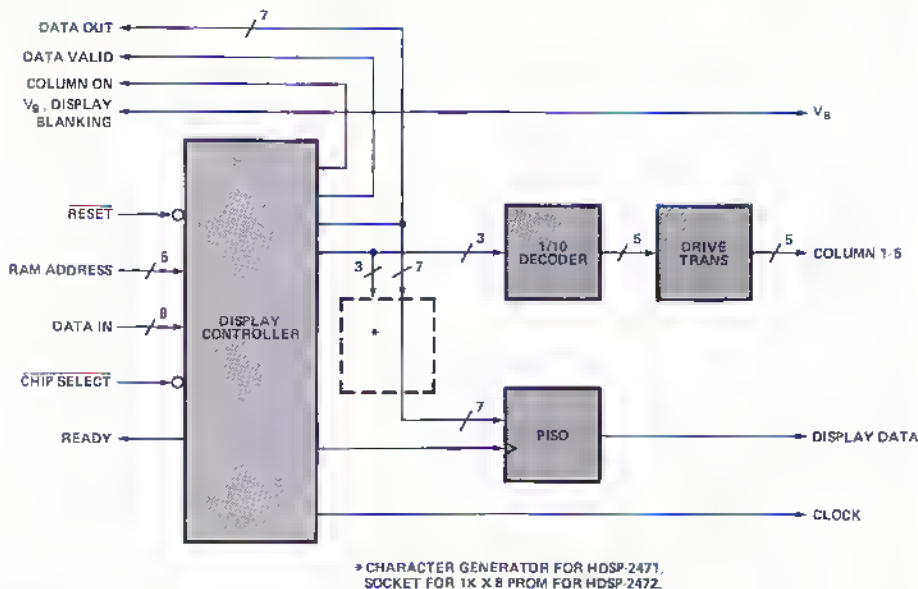 DATA OUT
7
DATA VALID
COLUMN ON
V_B, DISPLAY
BLANKING
V_B
RESET
RAM ADDRESS
6
DATA IN
8
CHIP SELECT
READY
DISPLAY
CONTROLLER
3
7
*
3
1/10
DECODER
5
DRIVE
TRANS
5
COLUMN 1-5
7
PISO
DISPLAY DATA
CLOCK
* CHARACTER GENERATOR FOR HDSP-2471,
SOCKET FOR 1K X 8 PROM FOR HDSP-2472.